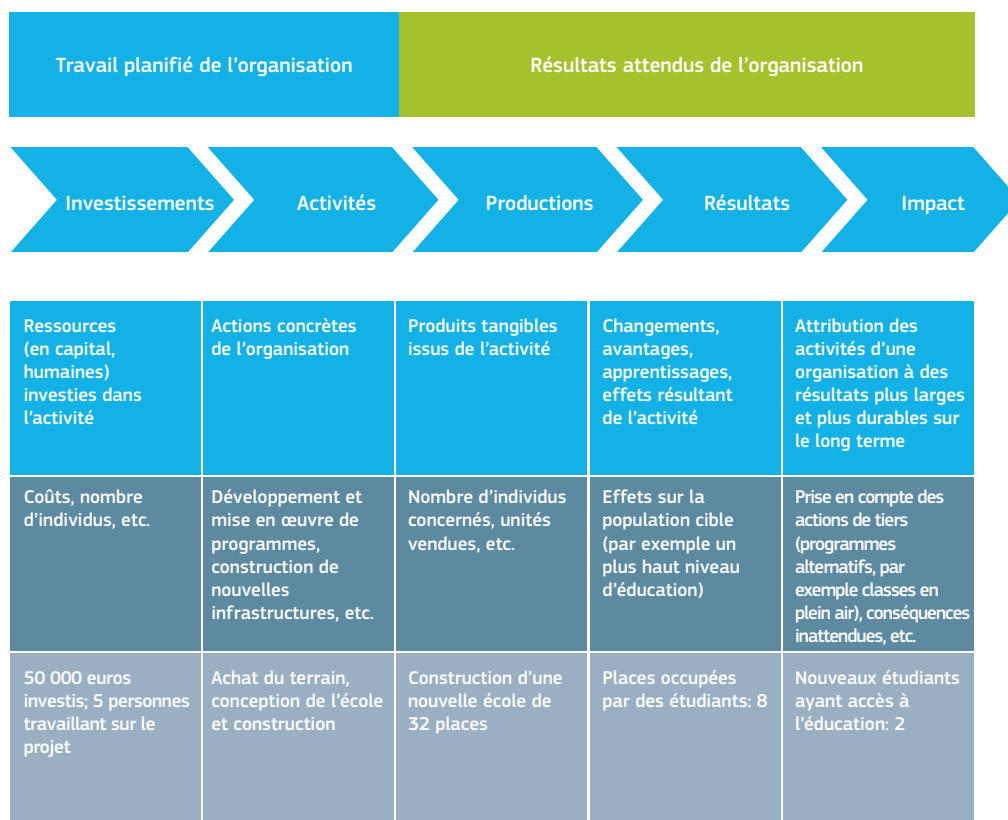 Travail planifié de l’organisation
Résultats attendus de l’organisation
Investissements
Activités
Productions
Résultats
Impact
Ressources
(en capital,
humaines)
investies dans
l’activité
Actions concrètes
de l’organisation
Produits tangibles
issus de l’activité
Changements,
avantages,
apprentissages,
effets résultant
de l’activité
Attribution des
activités d’une
organisation à des
résultats plus larges
et plus durables sur
le long terme
Coûts, nombre
d’individus, etc.
Développement et
mise en œuvre de
programmes,
construction de
nouvelles
infrastructures, etc.
Nombre d’individus
concernés, unités
vendues, etc.
Effets sur la
population cible
(par exemple un
plus haut niveau
d’éducation)
Prise en compte des
actions de tiers
(programmes
alternatifs, par
exemple classes en
plein air), conséquences
inattendues, etc.
50 000 euros
investis; 5 personnes
travaillant sur le
projet
Achat du terrain,
conception de l’école
et construction
Construction d’une
nouvelle école de
32 places
Places occupées
par des étudiants: 8
Nouveaux étudiants
ayant accès à
l’éducation: 2